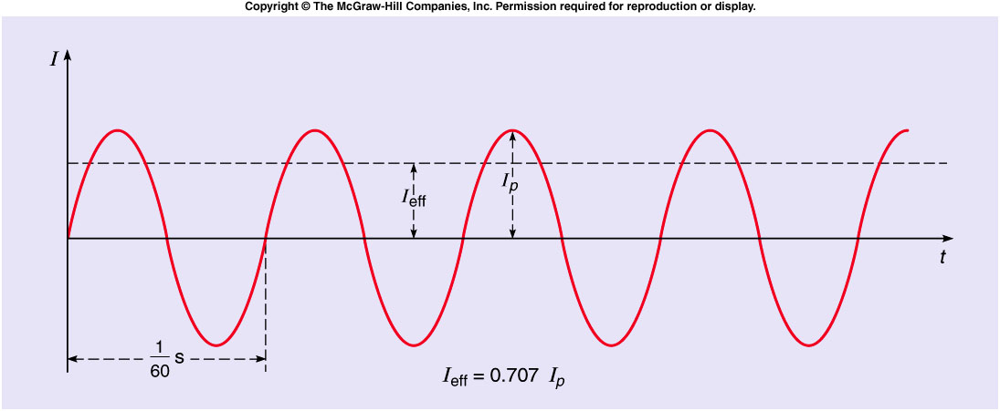 Copyright © The McGraw-Hill Companies, Inc. Permission required for reproduction or display.
I
I_p
I_eff
t
1/60 s
I_eff = 0.707 I_p